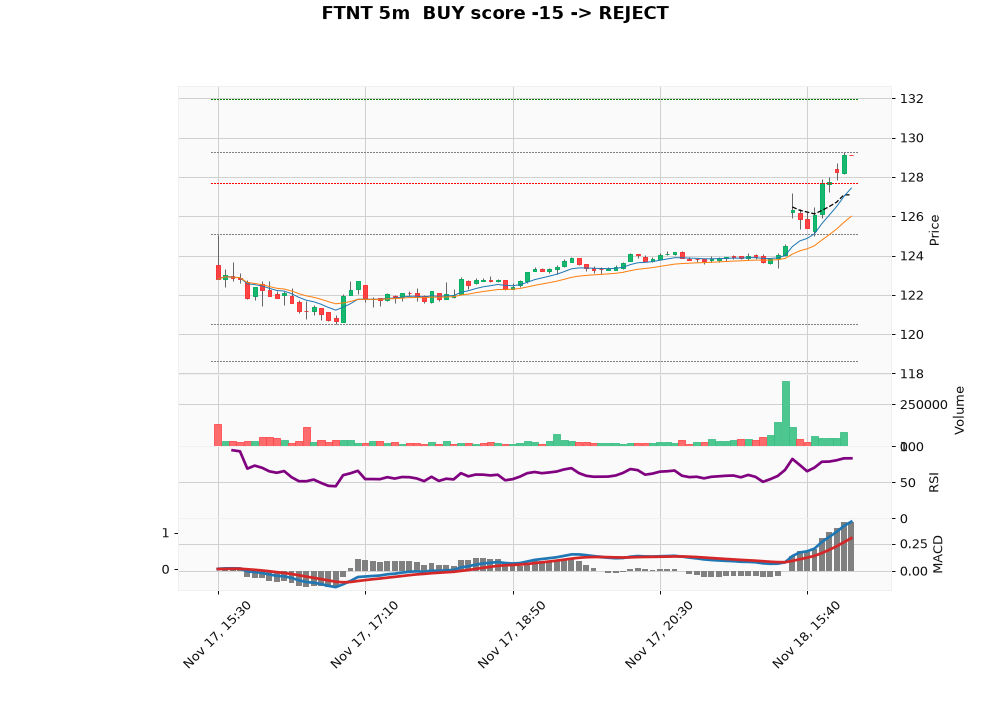 FTNT 5m  BUY score -15 -> REJECT
132
130
128
126
124
122
120
118
Price
250000
0
Volume
100
50
0
RSI
1
0
0.25
0.00
MACD
Nov 17, 15:30
Nov 17, 17:10
Nov 17, 18:50
Nov 17, 20:30
Nov 18, 15:40